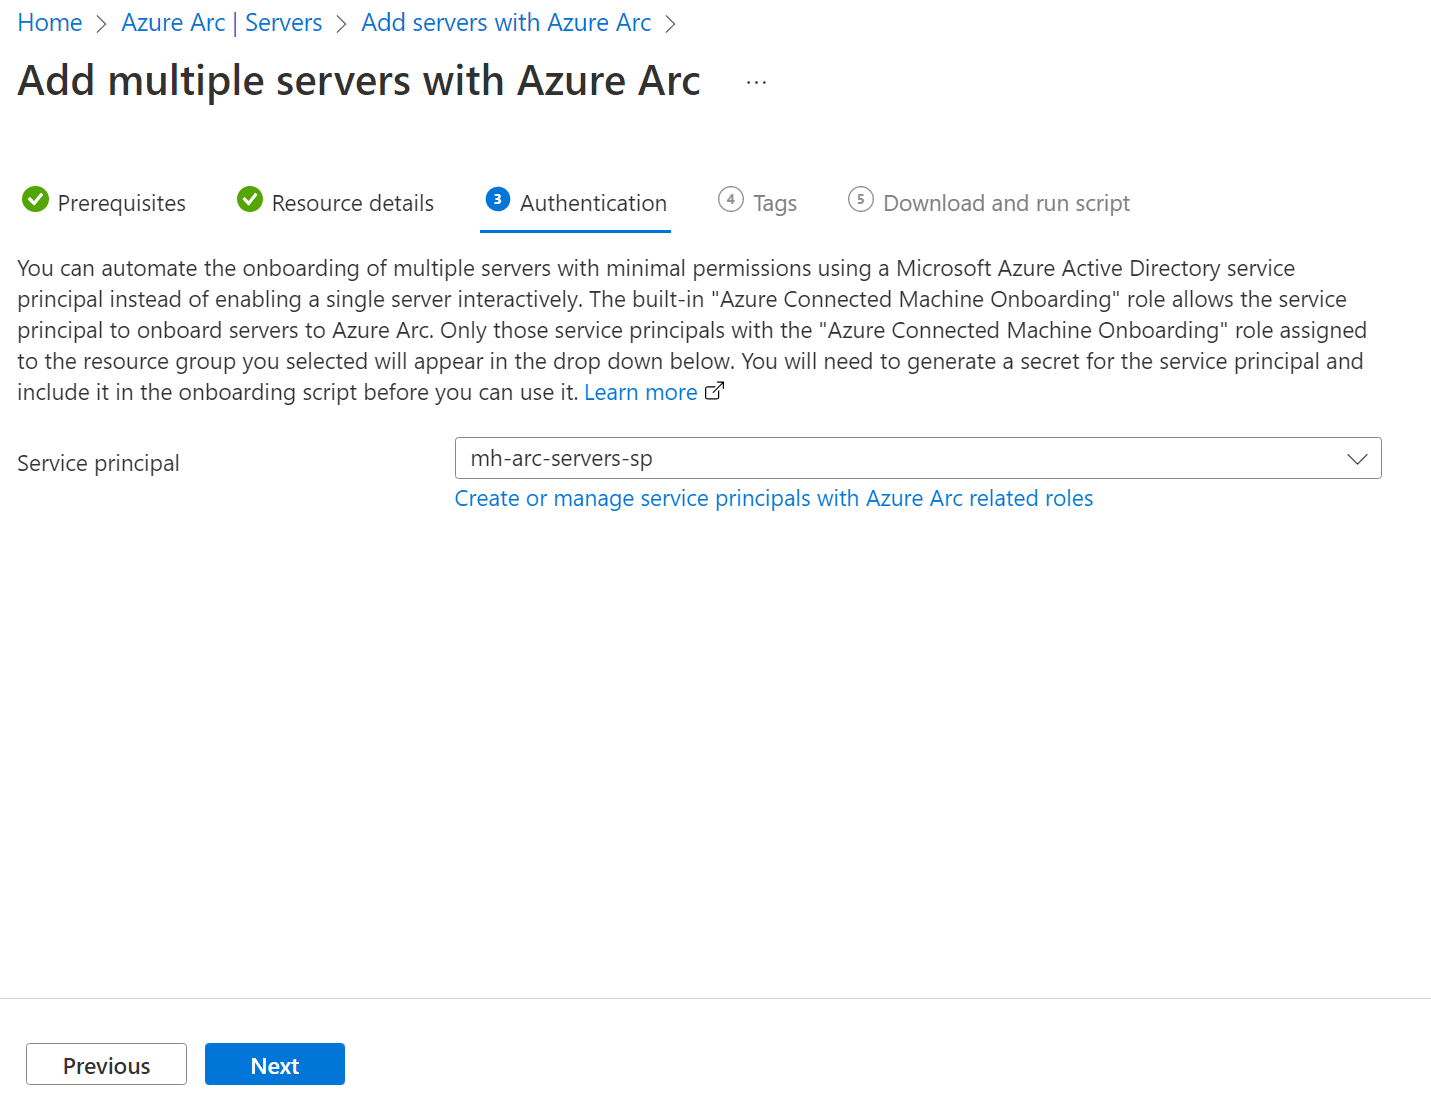 Home > Azure Arc | Servers > Add servers with Azure Arc >
Add multiple servers with Azure Arc ...
Prerequisites Resource details 3 Authentication 4 Tags 5 Download and run script
You can automate the onboarding of multiple servers with minimal permissions using a Microsoft Azure Active Directory service
principal instead of enabling a single server interactively. The built-in "Azure Connected Machine Onboarding" role allows the service
principal to onboard servers to Azure Arc. Only those service principals with the "Azure Connected Machine Onboarding" role assigned
to the resource group you selected will appear in the drop down below. You will need to generate a secret for the service principal and
include it in the onboarding script before you can use it. Learn more
Service principal mh-arc-servers-sp
Create or manage service principals with Azure Arc related roles
Previous Next